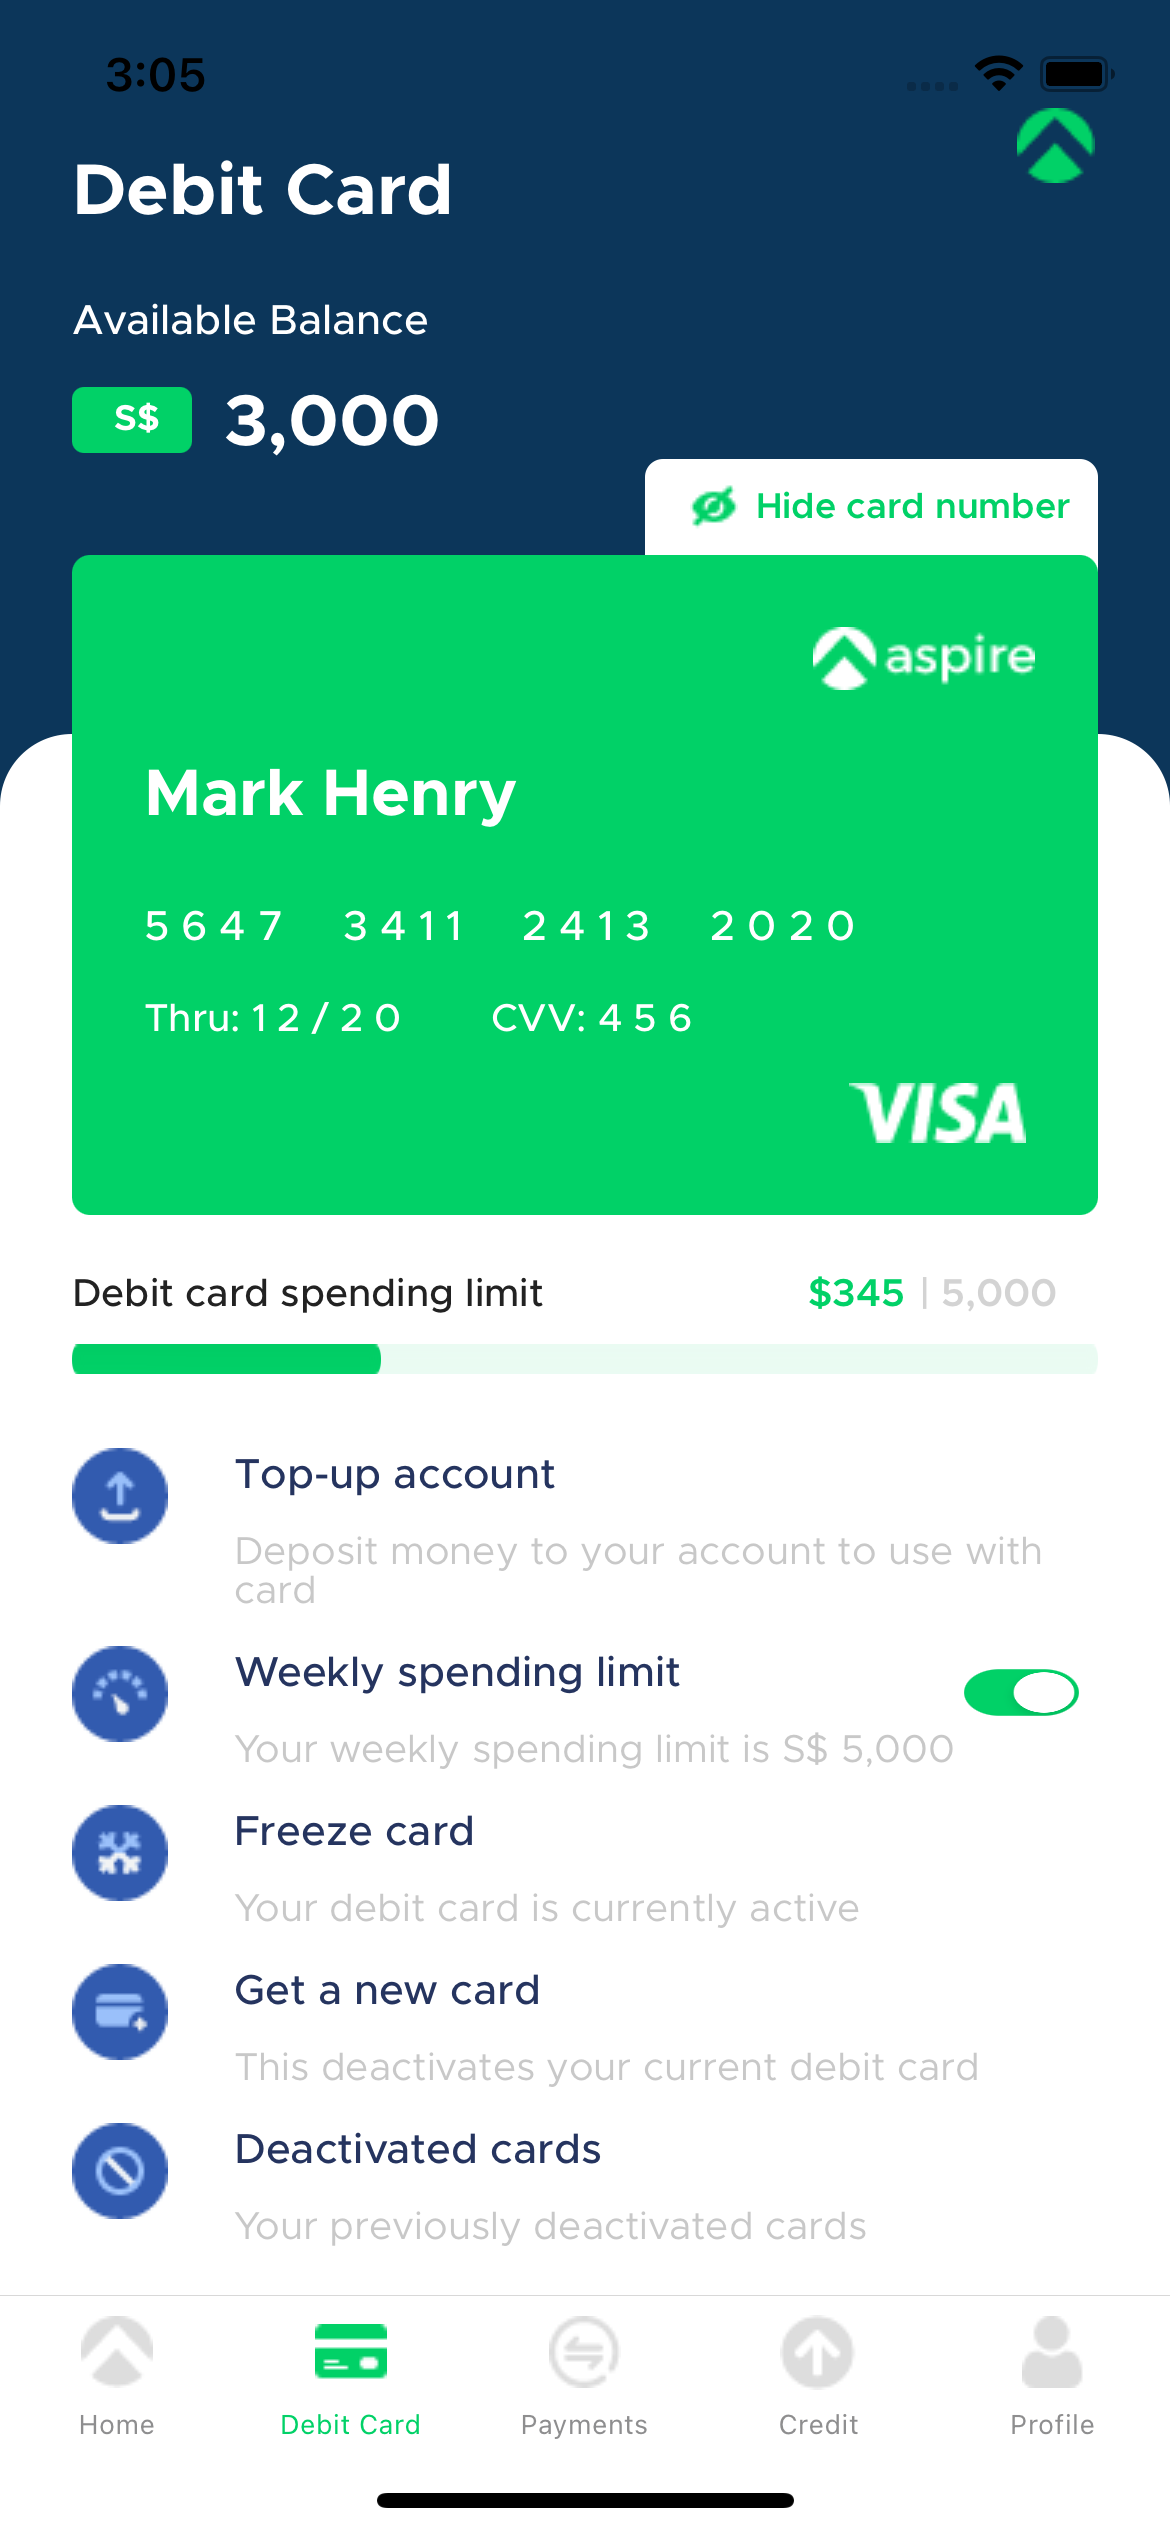 3:05
Debit Card
Available Balance
S$ 3,000
Hide card number
aspire
Mark Henry
5647 3411 2413 2020
Thru: 12/20 CVV: 456
VISA
Debit card spending limit $345 | 5,000
Top-up account
Deposit money to your account to use with
card
Weekly spending limit
Your weekly spending limit is S$ 5,000
Freeze card
Your debit card is currently active
Get a new card
This deactivates your current debit card
Deactivated cards
Your previously deactivated cards
Home Debit Card Payments Credit Profile